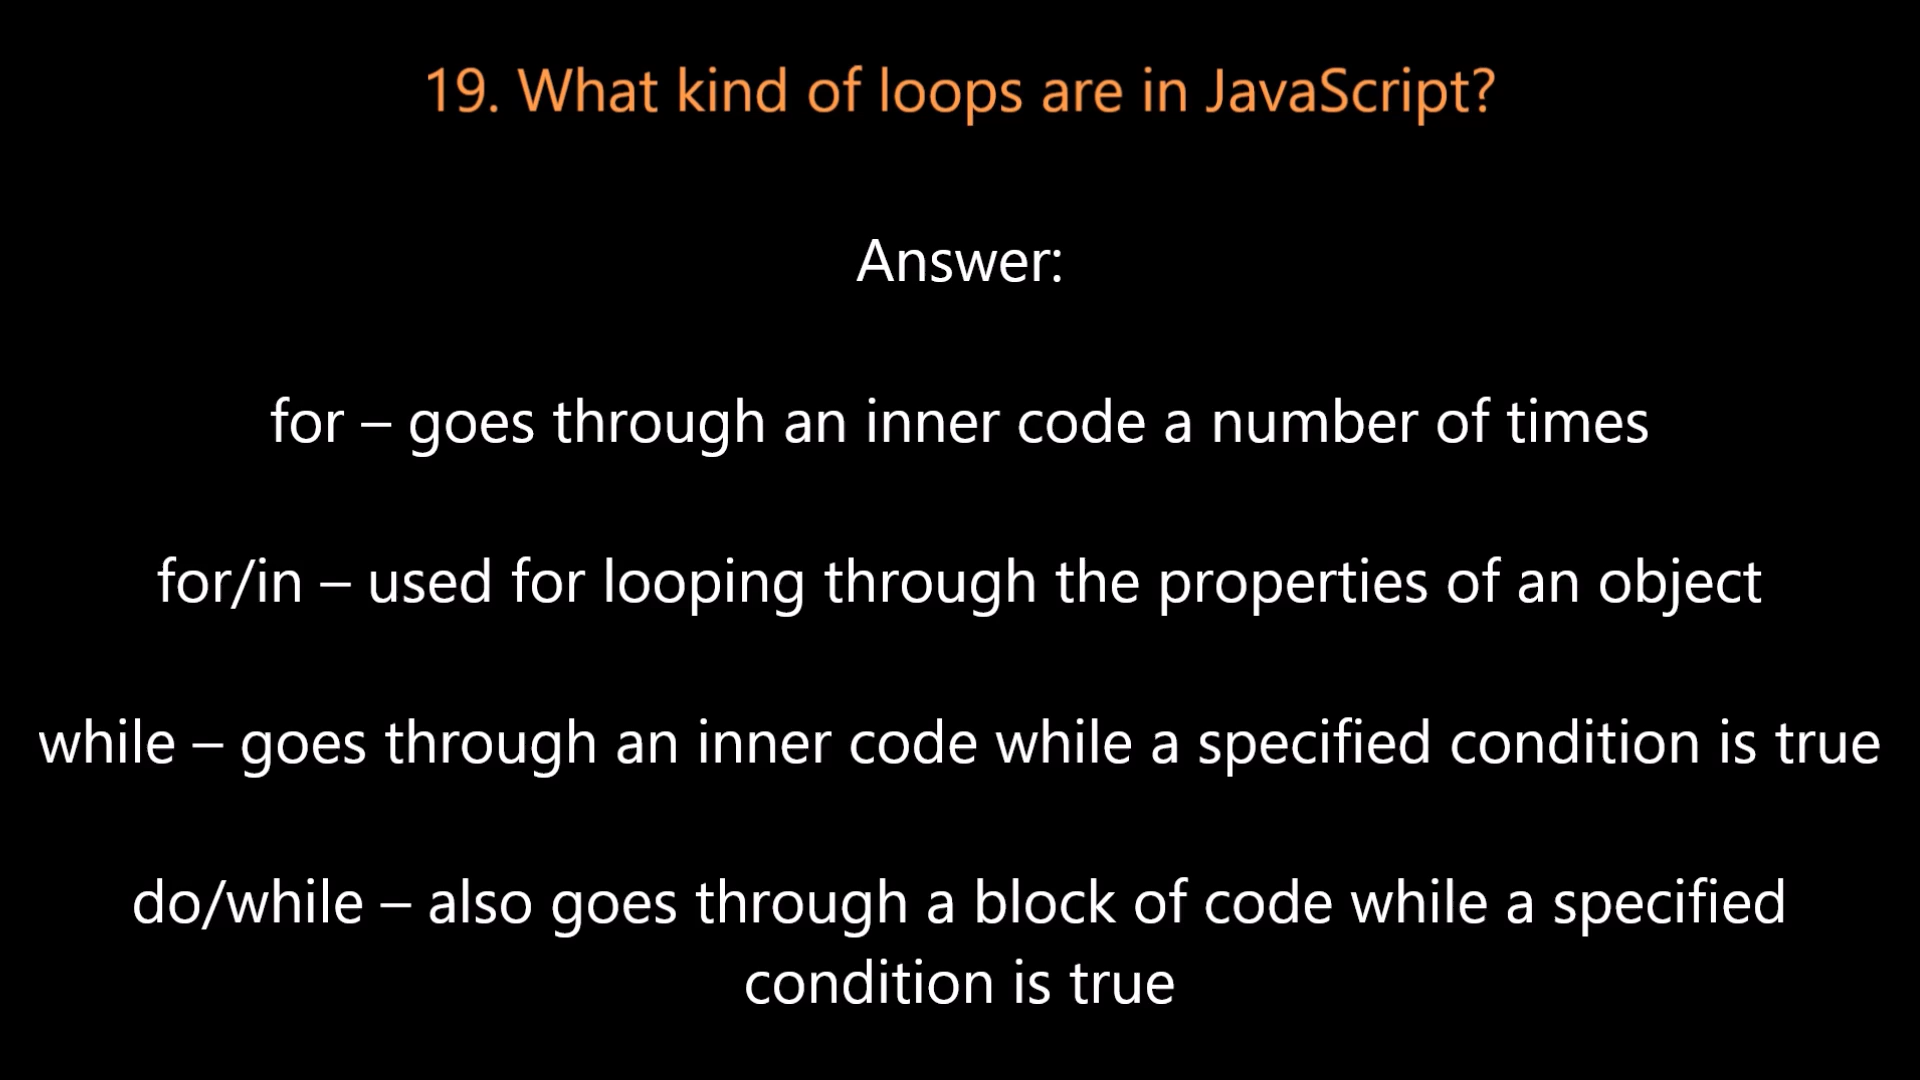 19. What kind of loops are in JavaScript?
Answer:
for – goes through an inner code a number of times
for/in – used for looping through the properties of an object
while – goes through an inner code while a specified condition is true
do/while – also goes through a block of code while a specified
condition is true